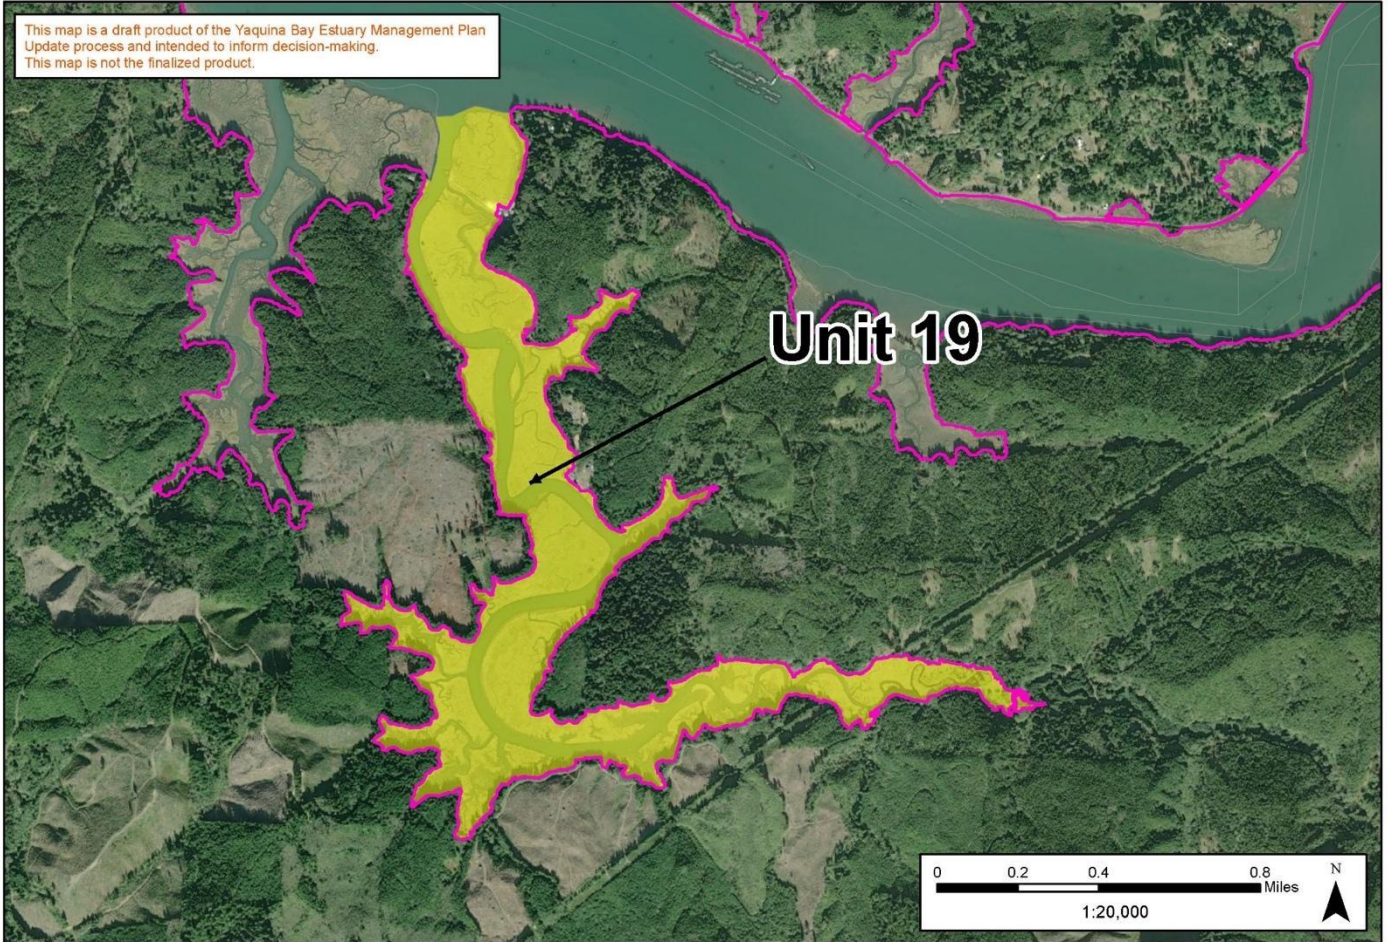 This map is a draft product of the Yaquina Bay Estuary Management Plan
Update process and intended to inform decision-making.
This map is not the finalized product.
Unit 19
0 0.2 0.4 0.8
Miles
1:20,000
N